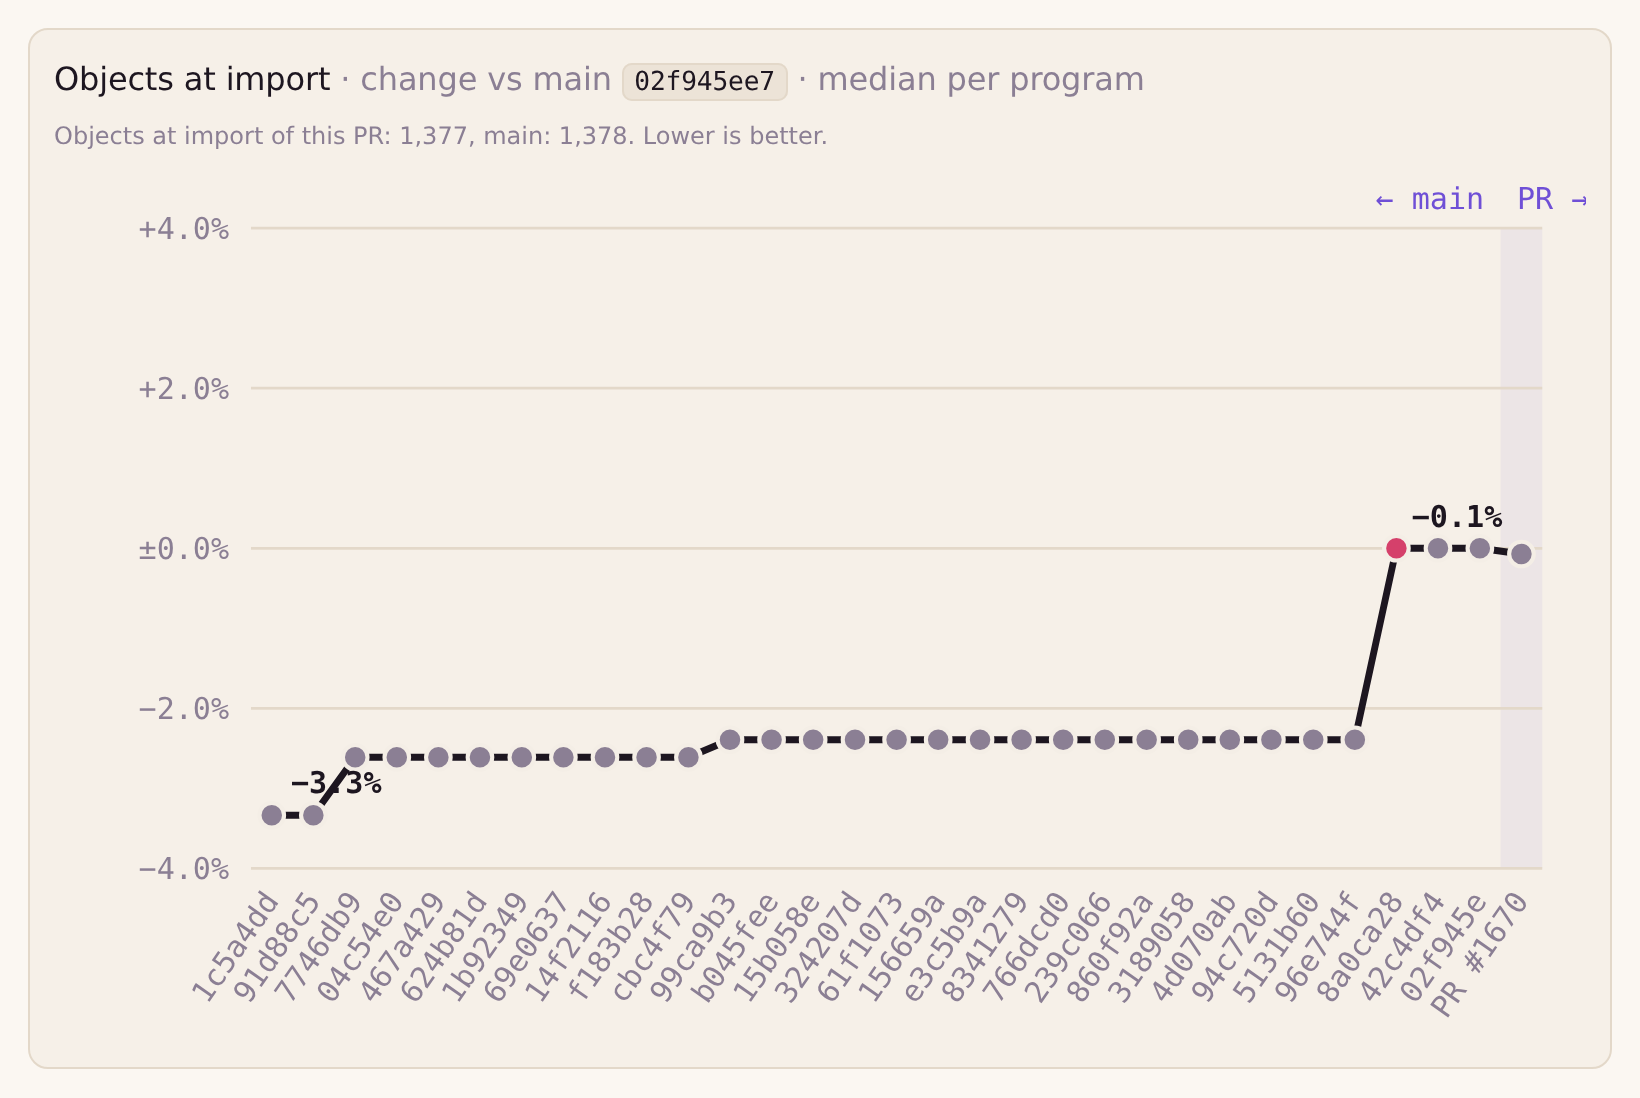 Objects at import · change vs main 02f945ee7 · median per program
Objects at import of this PR: 1,377, main: 1,378. Lower is better.
← main PR →
+4.0%
+2.0%
±0.0%
−2.0%
−4.0%
−0.1%
−3.3%
1c5a4dd
91d88c5
7746db9
04c54e0
467a429
624b81d
1b92349
69e0637
14f2116
f183b28
cbc4f79
99ca9b3
b045fee
15b058e
324207d
61f1073
156659a
e3c5b9a
8341279
766dcd0
239c066
860f92a
3189058
4d070ab
94c720d
5131b60
96e744f
8a0ca28
42c4df4
02f945e
PR #1670